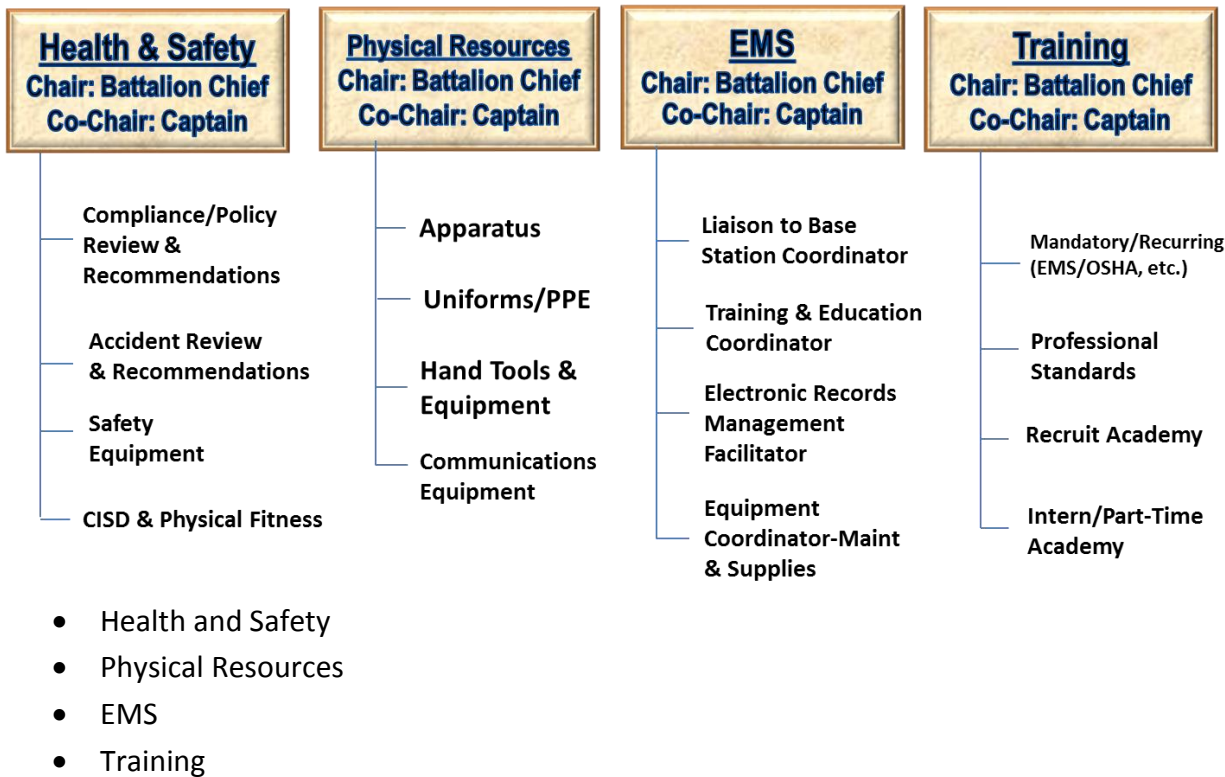 Health & Safety
Chair: Battalion Chief
Co-Chair: Captain
Compliance/Policy
Review &
Recommendations
Accident Review
& Recommendations
Safety
Equipment
CISD & Physical Fitness
Physical Resources
Chair: Battalion Chief
Co-Chair: Captain
Apparatus
Uniforms/PPE
Hand Tools &
Equipment
Communications
Equipment
EMS
Chair: Battalion Chief
Co-Chair: Captain
Liaison to Base
Station Coordinator
Training & Education
Coordinator
Electronic Records
Management
Facilitator
Equipment
Coordinator-Maint
& Supplies
Training
Chair: Battalion Chief
Co-Chair: Captain
Mandatory/Recurring
(EMS/OSHA, etc.)
Professional
Standards
Recruit Academy
Intern/Part-Time
Academy
• Health and Safety
• Physical Resources
• EMS
• Training